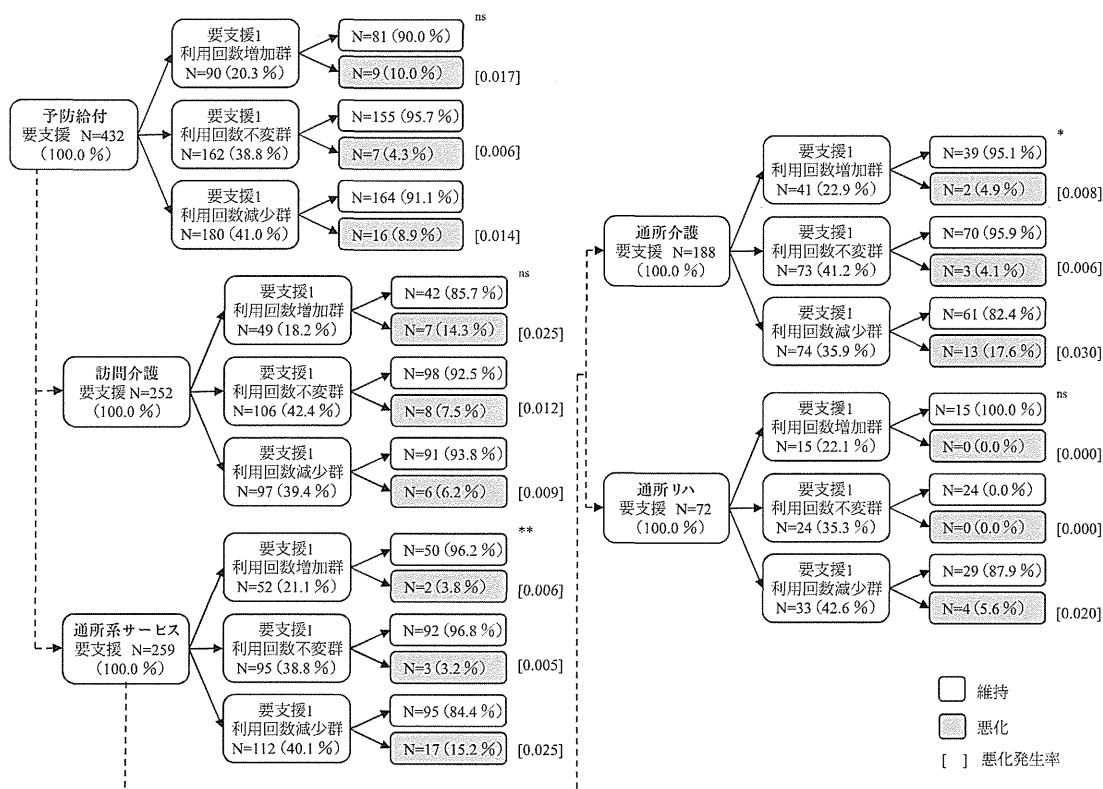 予防給付
要支援 N=432
(100.0 %)
要支援1
利用回数増加群
N=90 (20.3 %)
ns
N=81 (90.0 %)
N=9 (10.0 %)
[0.017]
要支援1
利用回数不変群
N=162 (38.8 %)
N=155 (95.7 %)
N=7 (4.3 %)
[0.006]
要支援1
利用回数減少群
N=180 (41.0 %)
N=164 (91.1 %)
N=16 (8.9 %)
[0.014]
訪問介護
要支援 N=252
(100.0 %)
要支援1
利用回数増加群
N=49 (18.2 %)
ns
N=42 (85.7 %)
N=7 (14.3 %)
[0.025]
要支援1
利用回数不変群
N=106 (42.4 %)
N=98 (92.5 %)
N=8 (7.5 %)
[0.012]
要支援1
利用回数減少群
N=97 (39.4 %)
N=91 (93.8 %)
N=6 (6.2 %)
[0.009]
通所系サービス
要支援 N=259
(100.0 %)
要支援1
利用回数増加群
N=52 (21.1 %)
**
N=50 (96.2 %)
N=2 (3.8 %)
[0.006]
要支援1
利用回数不変群
N=95 (38.8 %)
N=92 (96.8 %)
N=3 (3.2 %)
[0.005]
要支援1
利用回数減少群
N=112 (40.1 %)
N=95 (84.4 %)
N=17 (15.2 %)
[0.025]
通所介護
要支援 N=188
(100.0 %)
要支援1
利用回数増加群
N=41 (22.9 %)
*
N=39 (95.1 %)
N=2 (4.9 %)
[0.008]
要支援1
利用回数不変群
N=73 (41.2 %)
N=70 (95.9 %)
N=3 (4.1 %)
[0.006]
要支援1
利用回数減少群
N=74 (35.9 %)
N=61 (82.4 %)
N=13 (17.6 %)
[0.030]
通所リハ
要支援 N=72
(100.0 %)
要支援1
利用回数増加群
N=15 (22.1 %)
ns
N=15 (100.0 %)
N=0 (0.0 %)
[0.000]
要支援1
利用回数不変群
N=24 (35.3 %)
N=24 (0.0 %)
N=0 (0.0 %)
[0.000]
要支援1
利用回数減少群
N=33 (42.6 %)
N=29 (87.9 %)
N=4 (5.6 %)
[0.020]
維持
悪化
[ ] 悪化発生率